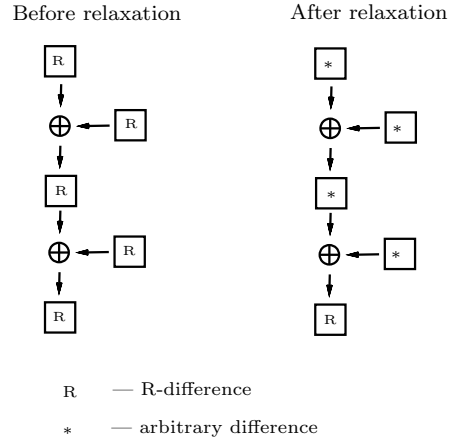 Before relaxation After relaxation
R *
R *
R *
R *
R R
R — R-difference
* — arbitrary difference